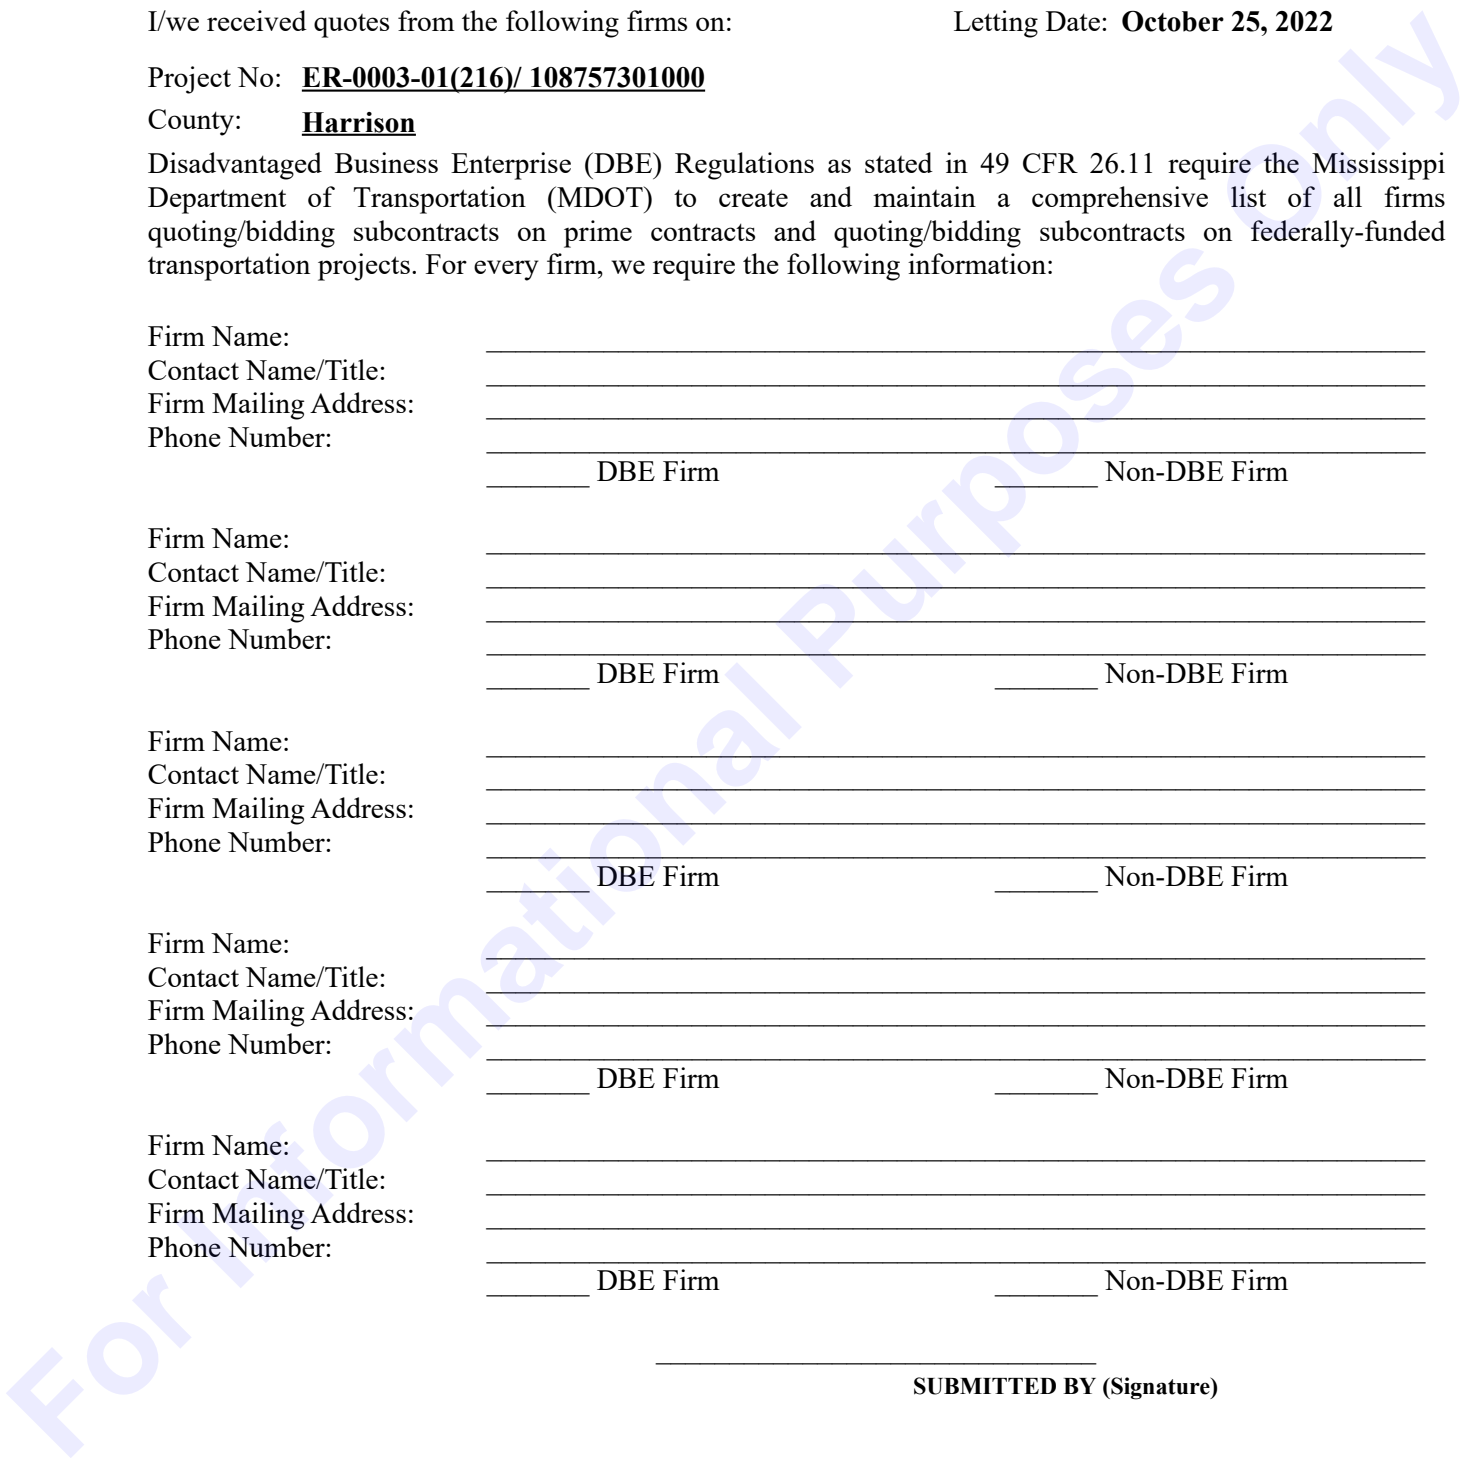 I/we received quotes from the following firms on: Letting Date: October 25, 2022
Project No: ER-0003-01(216)/ 108757301000
County: Harrison
Disadvantaged Business Enterprise (DBE) Regulations as stated in 49 CFR 26.11 require the Mississippi
Department of Transportation (MDOT) to create and maintain a comprehensive list of all firms
quoting/bidding subcontracts on prime contracts and quoting/bidding subcontracts on federally-funded
transportation projects. For every firm, we require the following information:
Firm Name:
Contact Name/Title:
Firm Mailing Address:
Phone Number:
DBE Firm Non-DBE Firm
Firm Name:
Contact Name/Title:
Firm Mailing Address:
Phone Number:
DBE Firm Non-DBE Firm
Firm Name:
Contact Name/Title:
Firm Mailing Address:
Phone Number:
DBE Firm Non-DBE Firm
Firm Name:
Contact Name/Title:
Firm Mailing Address:
Phone Number:
DBE Firm Non-DBE Firm
Firm Name:
Contact Name/Title:
Firm Mailing Address:
Phone Number:
DBE Firm Non-DBE Firm
SUBMITTED BY (Signature)
For Informational Purposes Only